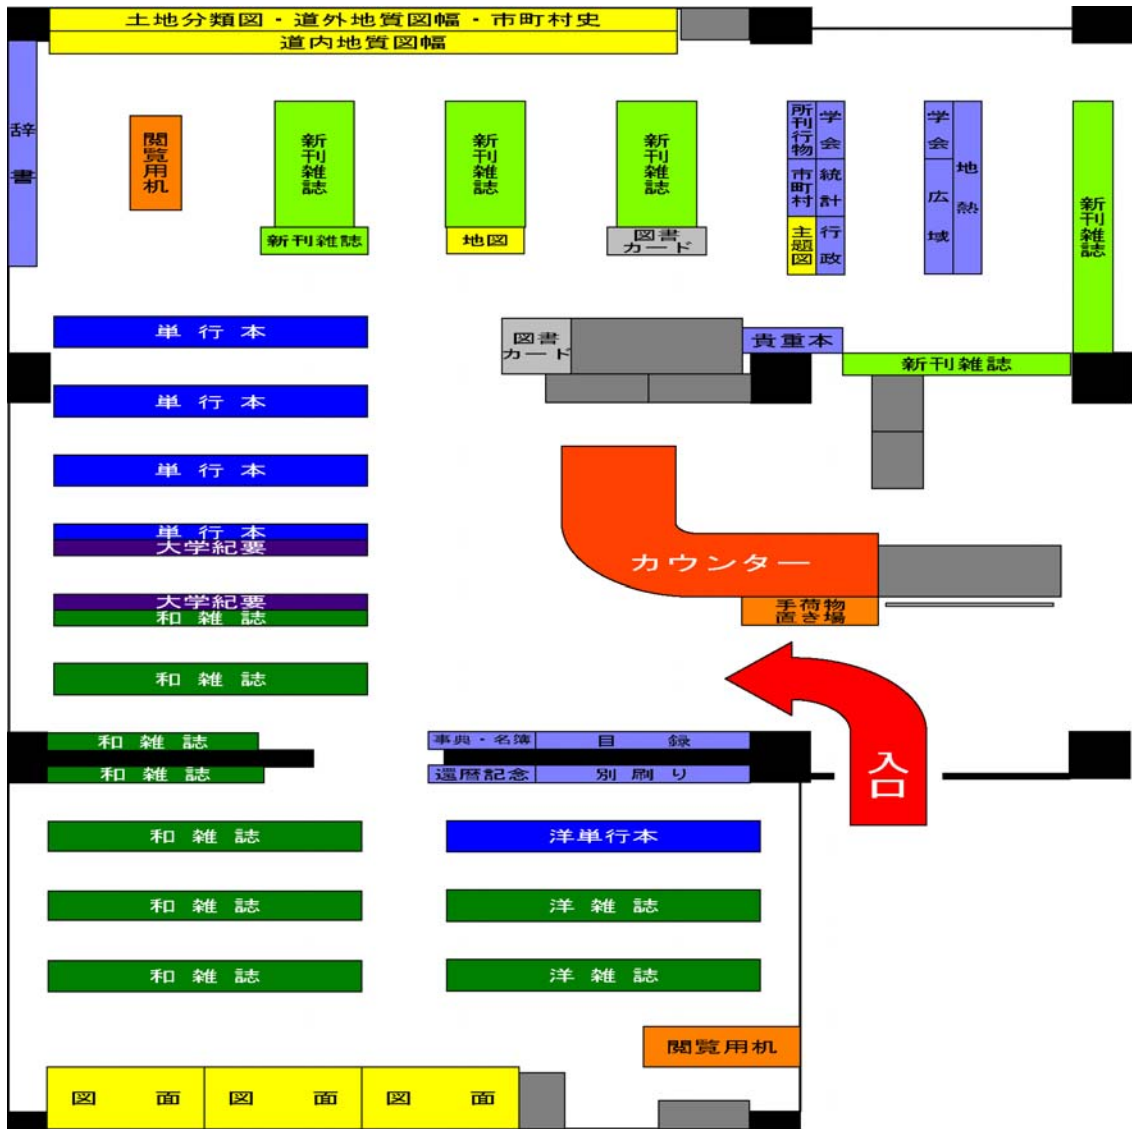 土地分類図・道外地質図幅・市町村史
道内地質図幅
辞書
閲覧用机
新刊雑誌
新刊雑誌
新刊雑誌
所刊行物
学会
市町村
統計
主題図
行政
学会
広域
地熱
新刊雑誌
新刊雑誌
地図
図書
カード
単行本
図書
カード
貴重本
新刊雑誌
単行本
単行本
単行本
大学紀要
カウンター
大学紀要
和雑誌
手荷物
置き場
和雑誌
入口
和雑誌
事典・名簿
目録
和雑誌
還暦記念
別刷り
和雑誌
洋単行本
和雑誌
洋雑誌
和雑誌
洋雑誌
閲覧用机
図面
図面
図面